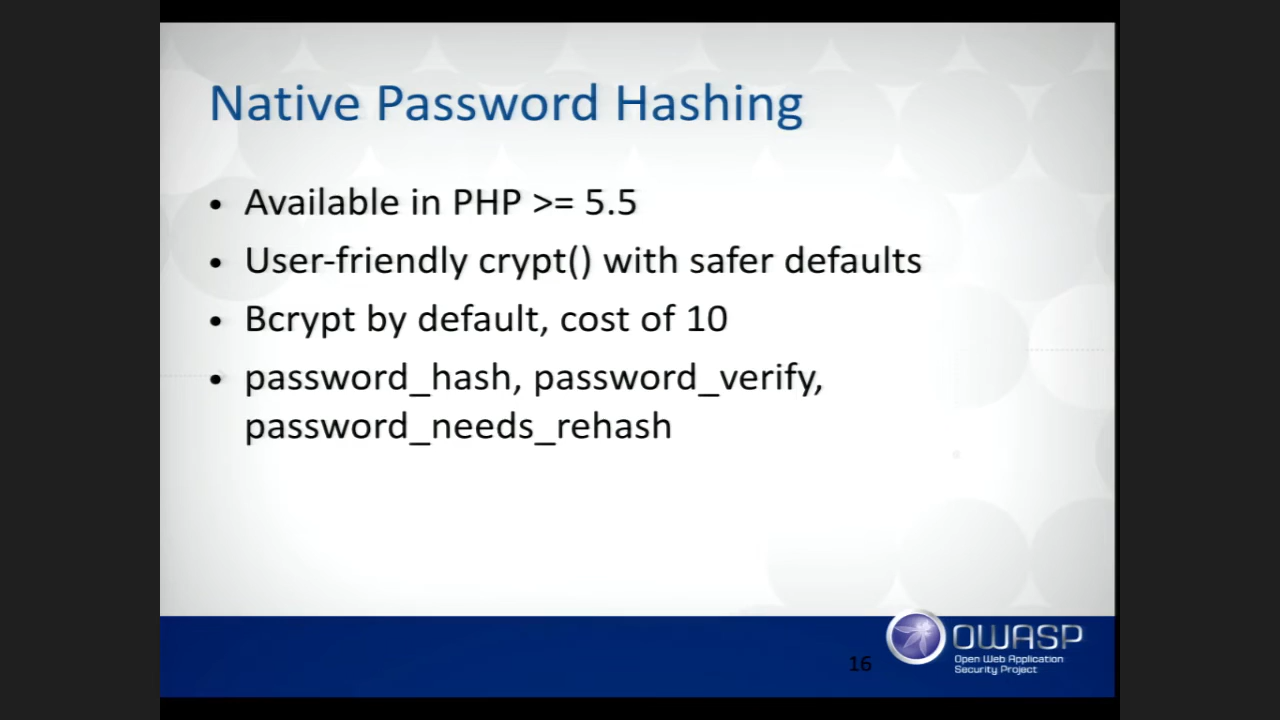 Native Password Hashing
• Available in PHP >= 5.5
• User-friendly crypt() with safer defaults
• Bcrypt by default, cost of 10
• password_hash, password_verify,
password_needs_rehash
16
OWASP
Open Web Application
Security Project